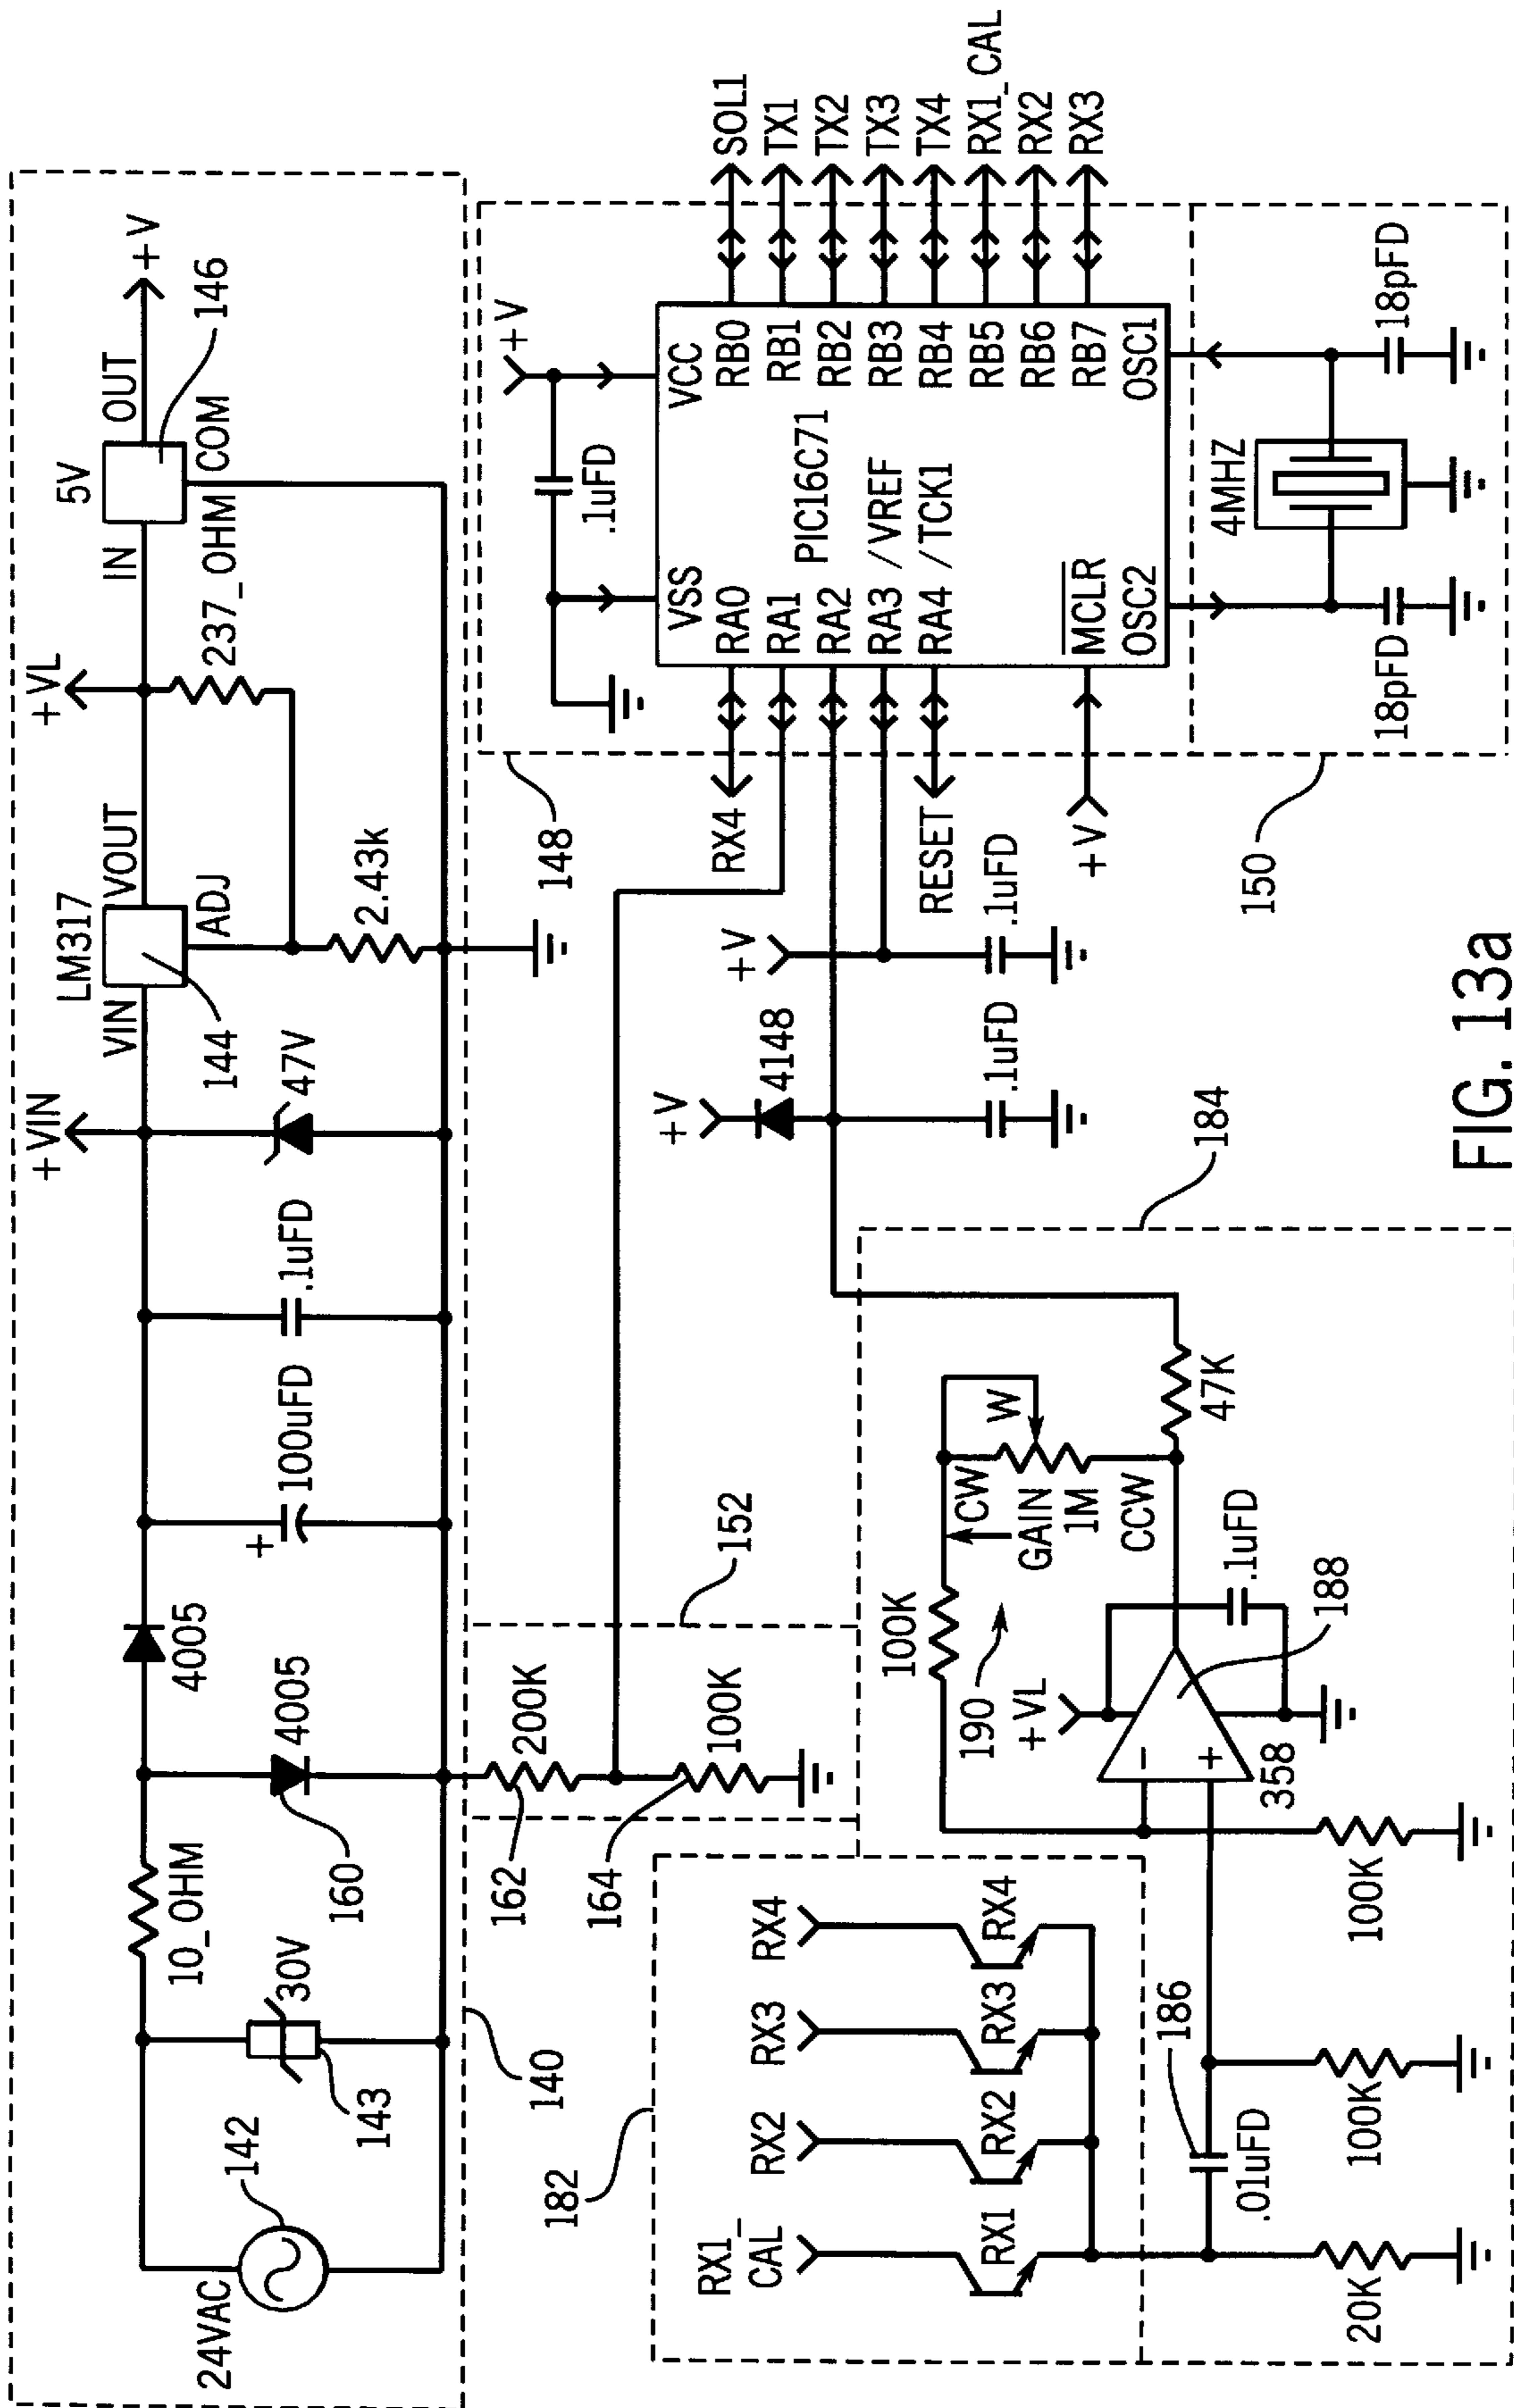 24VAC
142
143
30V
10_OHM
160
4005
4005
+
100uFD
.1uFD
+VIN
47V
VIN
LM317
144
VOUT
ADJ
2.43k
+VL
237_OHM
IN
5V
OUT
COM
146
+V
140
162
200K
164
100K
152
148
+V
.1uFD
VSS
VCC
RA0
RA1
RA2
RA3 /VREF
RA4 /TCK1
MCLR
OSC2
PIC16C71
RB0
RB1
RB2
RB3
RB4
RB5
RB6
RB7
OSC1
SOL1
TX1
TX2
TX3
TX4
RX1_CAL
RX2
RX3
RX4
RESET
+V
+V
4148
.1uFD
+V
.1uFD
4MHZ
18pFD
18pFD
150
182
RX1_
CAL
RX2
RX3
RX4
RX1
RX2
RX3
RX4
186
.01uFD
20K
100K
100K
100K
190
+VL
−
+
358
188
.1uFD
CW
GAIN
1M
CCW
W
47K
184
FIG. 13a